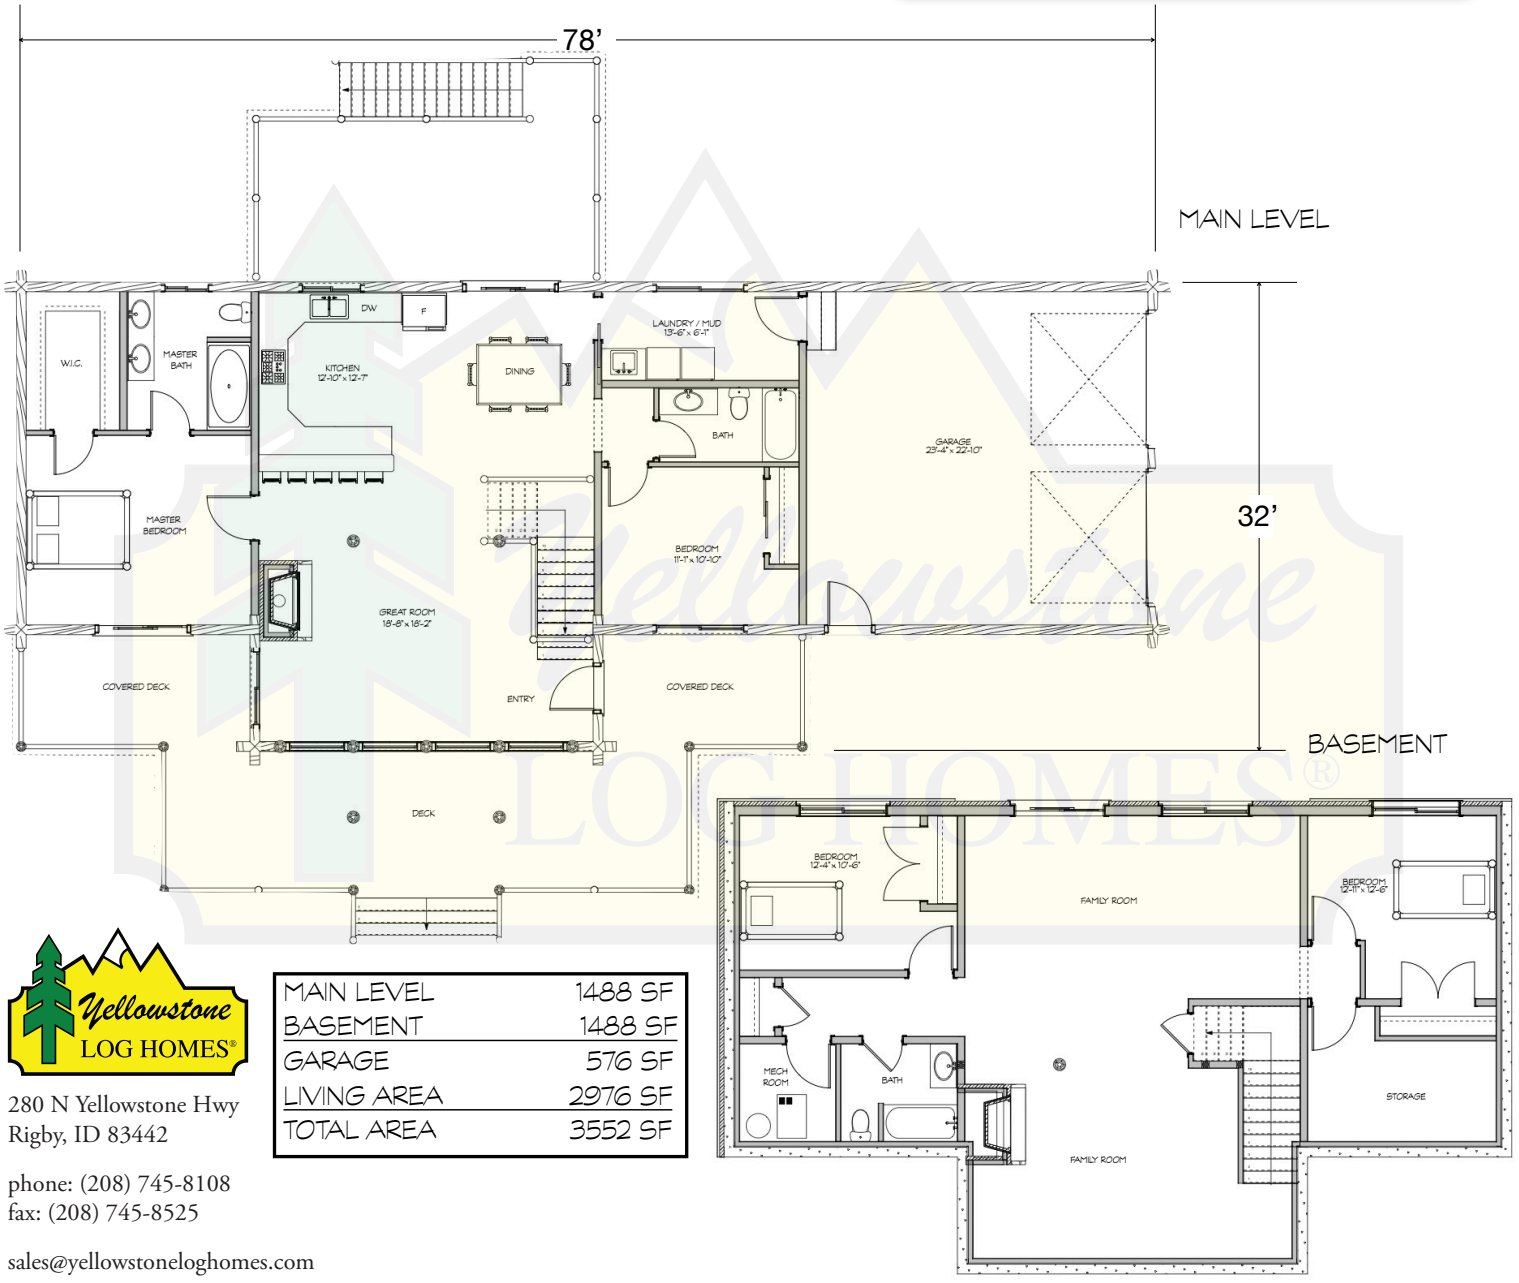 78'
MAIN LEVEL
W.I.C.
MASTER
BATH
DW
F
KITCHEN
12'-10" x 12'-7"
DINING
LAUNDRY / MUD
13'-6" x 6'-1"
BATH
GARAGE
23'-4" x 22'-10"
32'
MASTER
BEDROOM
BEDROOM
11'-1" x 10'-10"
GREAT ROOM
18'-8" x 18'-2"
COVERED DECK
ENTRY
COVERED DECK
DECK
Yellowstone
LOG HOMES®
BASEMENT
BEDROOM
12'-4" x 10'-6"
FAMILY ROOM
BEDROOM
12'-11" x 12'-6"
MECH
ROOM
BATH
STORAGE
FAMILY ROOM
MAIN LEVEL 1488 SF
BASEMENT 1488 SF
GARAGE 576 SF
LIVING AREA 2976 SF
TOTAL AREA 3552 SF
Yellowstone
LOG HOMES®
280 N Yellowstone Hwy
Rigby, ID 83442
phone: (208) 745-8108
fax: (208) 745-8525
sales@yellowstoneloghomes.com